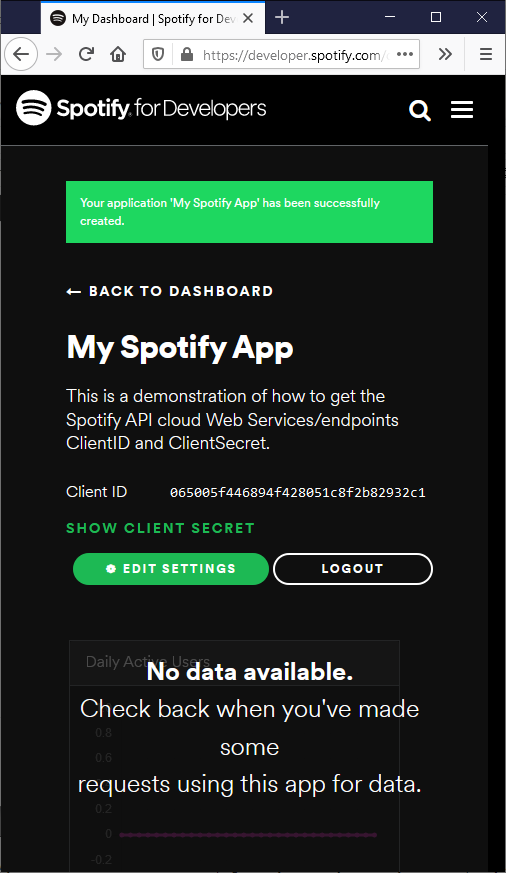 My Dashboard | Spotify for Dev
https://developer.spotify.com/
Spotify for Developers
Your application 'My Spotify App' has been successfully
created.
← BACK TO DASHBOARD
My Spotify App
This is a demonstration of how to get the
Spotify API cloud Web Services/endpoints
ClientID and ClientSecret.
Client ID 065005f446894f428051c8f2b82932c1
SHOW CLIENT SECRET
EDIT SETTINGS LOGOUT
Daily Active Users
No data available.
Check back when you've made
some
requests using this app for data.
0.8
0.6
0.2
0
-0.2